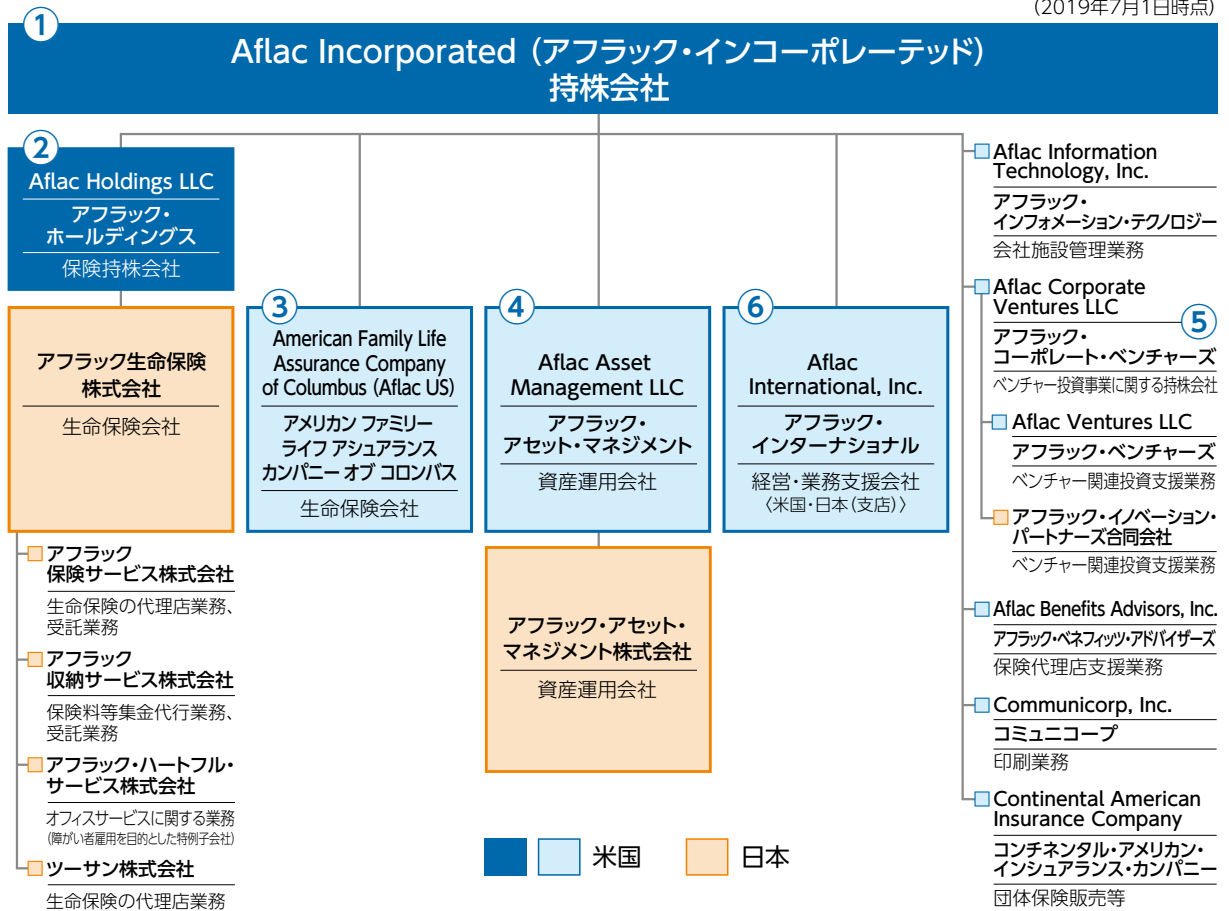 (2019年7月1日時点)
①
Aflac Incorporated (アフラック・インコーポレーテッド)
持株会社
②
Aflac Holdings LLC
アフラック・
ホールディングス
保険持株会社
アフラック生命保険
株式会社
生命保険会社
アフラック
保険サービス株式会社
生命保険の代理店業務、
受託業務
アフラック
収納サービス株式会社
保険料等集金代行業務、
受託業務
アフラック・ハートフル・
サービス株式会社
オフィスサービスに関する業務
(障がい者雇用を目的とした特例子会社)
ツーサン株式会社
生命保険の代理店業務
③
American Family Life
Assurance Company
of Columbus (Aflac US)
アメリカン ファミリー
ライフ アシュアランス
カンパニー オブ コロンバス
生命保険会社
④
Aflac Asset
Management LLC
アフラック・
アセット・マネジメント
資産運用会社
アフラック・アセット・
マネジメント株式会社
資産運用会社
⑥
Aflac
International, Inc.
アフラック・
インターナショナル
経営・業務支援会社
〈米国・日本(支店)〉
Aflac Information
Technology, Inc.
アフラック・
インフォメーション・テクノロジー
会社施設管理業務
Aflac Corporate
Ventures LLC
⑤
アフラック・
コーポレート・ベンチャーズ
ベンチャー投資事業に関する持株会社
Aflac Ventures LLC
アフラック・ベンチャーズ
ベンチャー関連投資支援業務
アフラック・イノベーション・
パートナーズ合同会社
ベンチャー関連投資支援業務
Aflac Benefits Advisors, Inc.
アフラック・ベネフィッツ・アドバイザーズ
保険代理店支援業務
Communicorp, Inc.
コミュニコープ
印刷業務
Continental American
Insurance Company
コンチネンタル・アメリカン・
インシュアランス・カンパニー
団体保険販売等
米国
日本